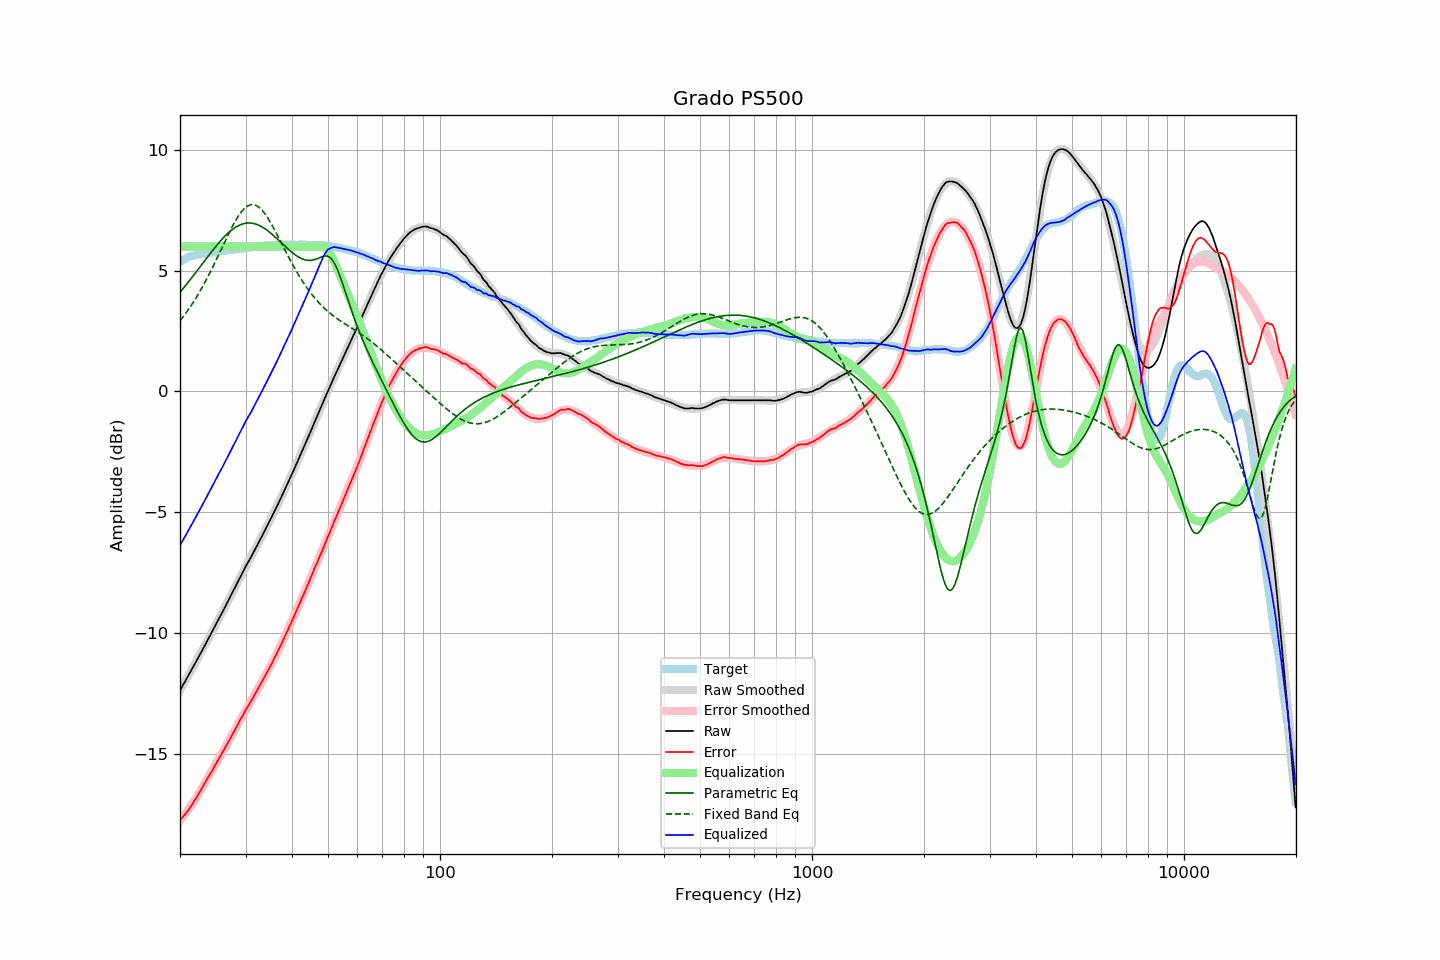 Grado PS500
Amplitude (dBr)
10
5
0
−5
−10
−15
100
1000
10000
Frequency (Hz)
Target
Raw Smoothed
Error Smoothed
Raw
Error
Equalization
Parametric Eq
Fixed Band Eq
Equalized